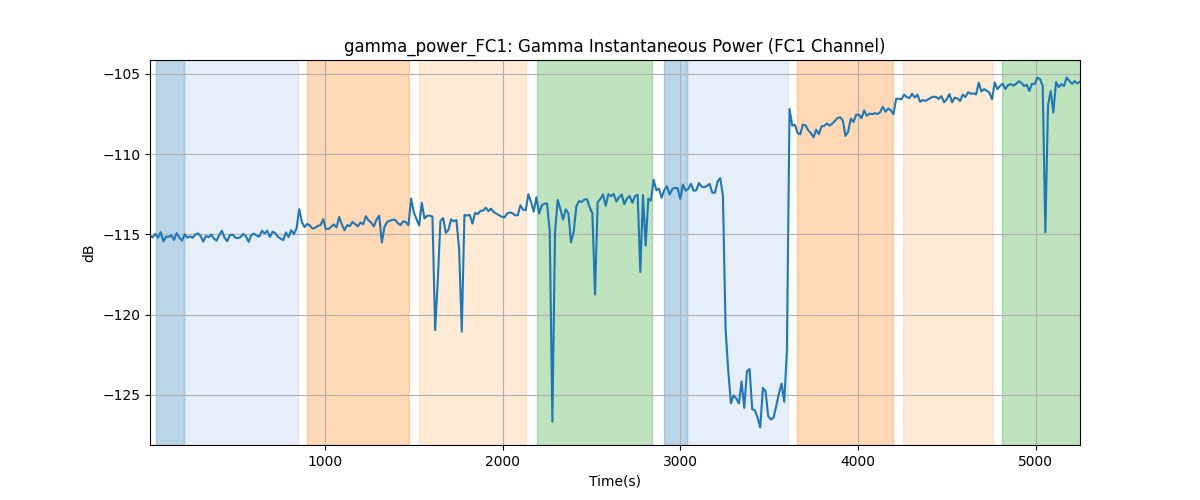 gamma_power_FC1: Gamma Instantaneous Power (FC1 Channel)
−105
−110
−115
−120
−125
dB
1000 2000 3000 4000 5000
Time(s)